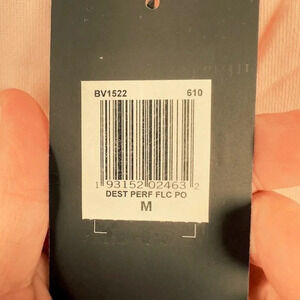 BV1522 610
1 93152 02463 2
DEST PERF FLC PO
M